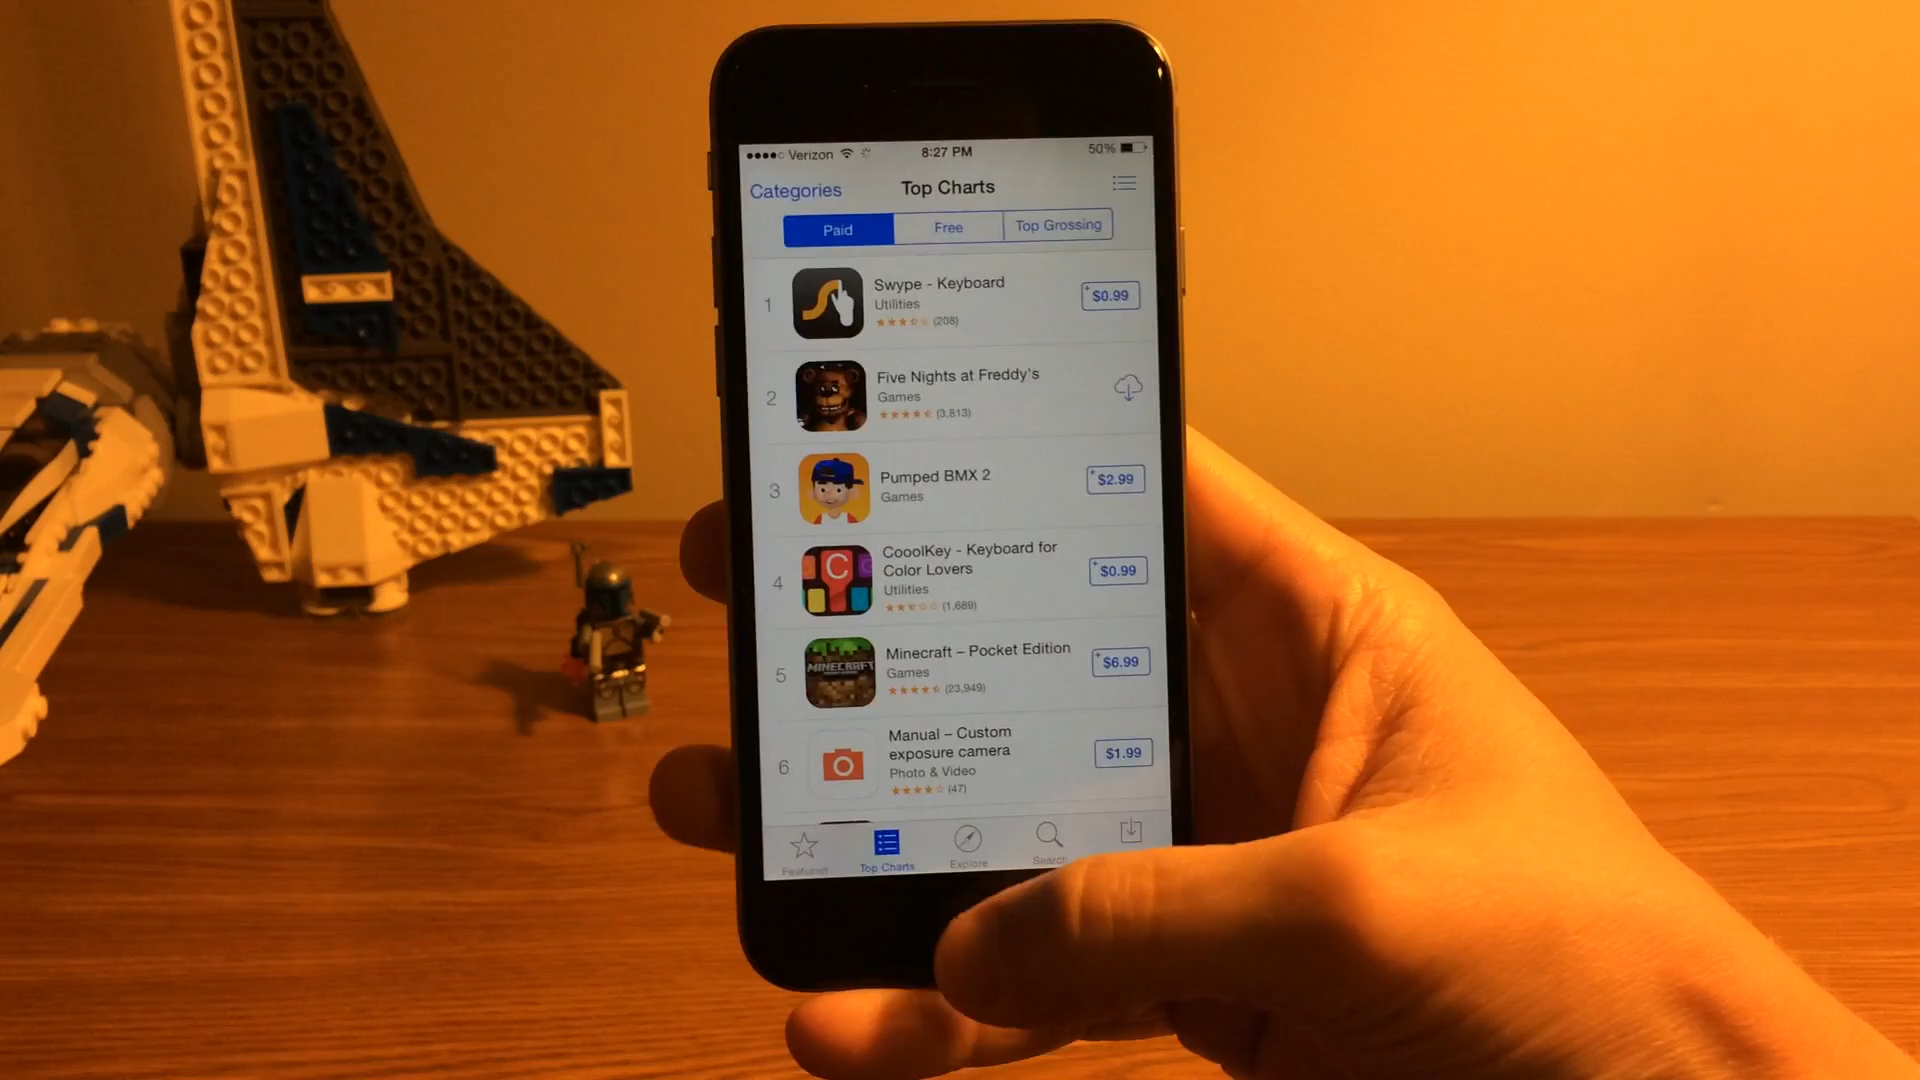 Verizon 8:27 PM 50%
Categories Top Charts
Paid Free Top Grossing
1 Swype - Keyboard
Utilities
(208)
+ $0.99
2 Five Nights at Freddy's
Games
(3,813)
3 Pumped BMX 2
Games
+ $2.99
4 CooolKey - Keyboard for
Color Lovers
Utilities
(1,689)
+ $0.99
5 MINECRAFT
Minecraft – Pocket Edition
Games
(23,949)
+ $6.99
6 Manual – Custom
exposure camera
Photo & Video
(47)
$1.99
Featured Top Charts Explore Search